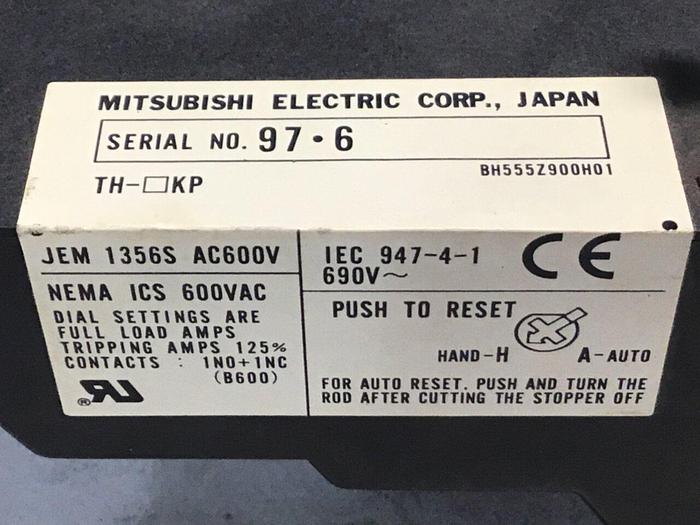 MITSUBISHI ELECTRIC CORP., JAPAN
SERIAL NO. 97・6
BH555Z900H01
TH-□KP
JEM 1356S AC600V
NEMA ICS 600VAC
DIAL SETTINGS ARE
FULL LOAD AMPS
TRIPPING AMPS 125%
CONTACTS : 1NO+1NC
(B600)
®RU
IEC 947-4-1
690V～
CE
PUSH TO RESET
HAND-H A-AUTO
FOR AUTO RESET. PUSH AND TURN THE
ROD AFTER CUTTING THE STOPPER OFF